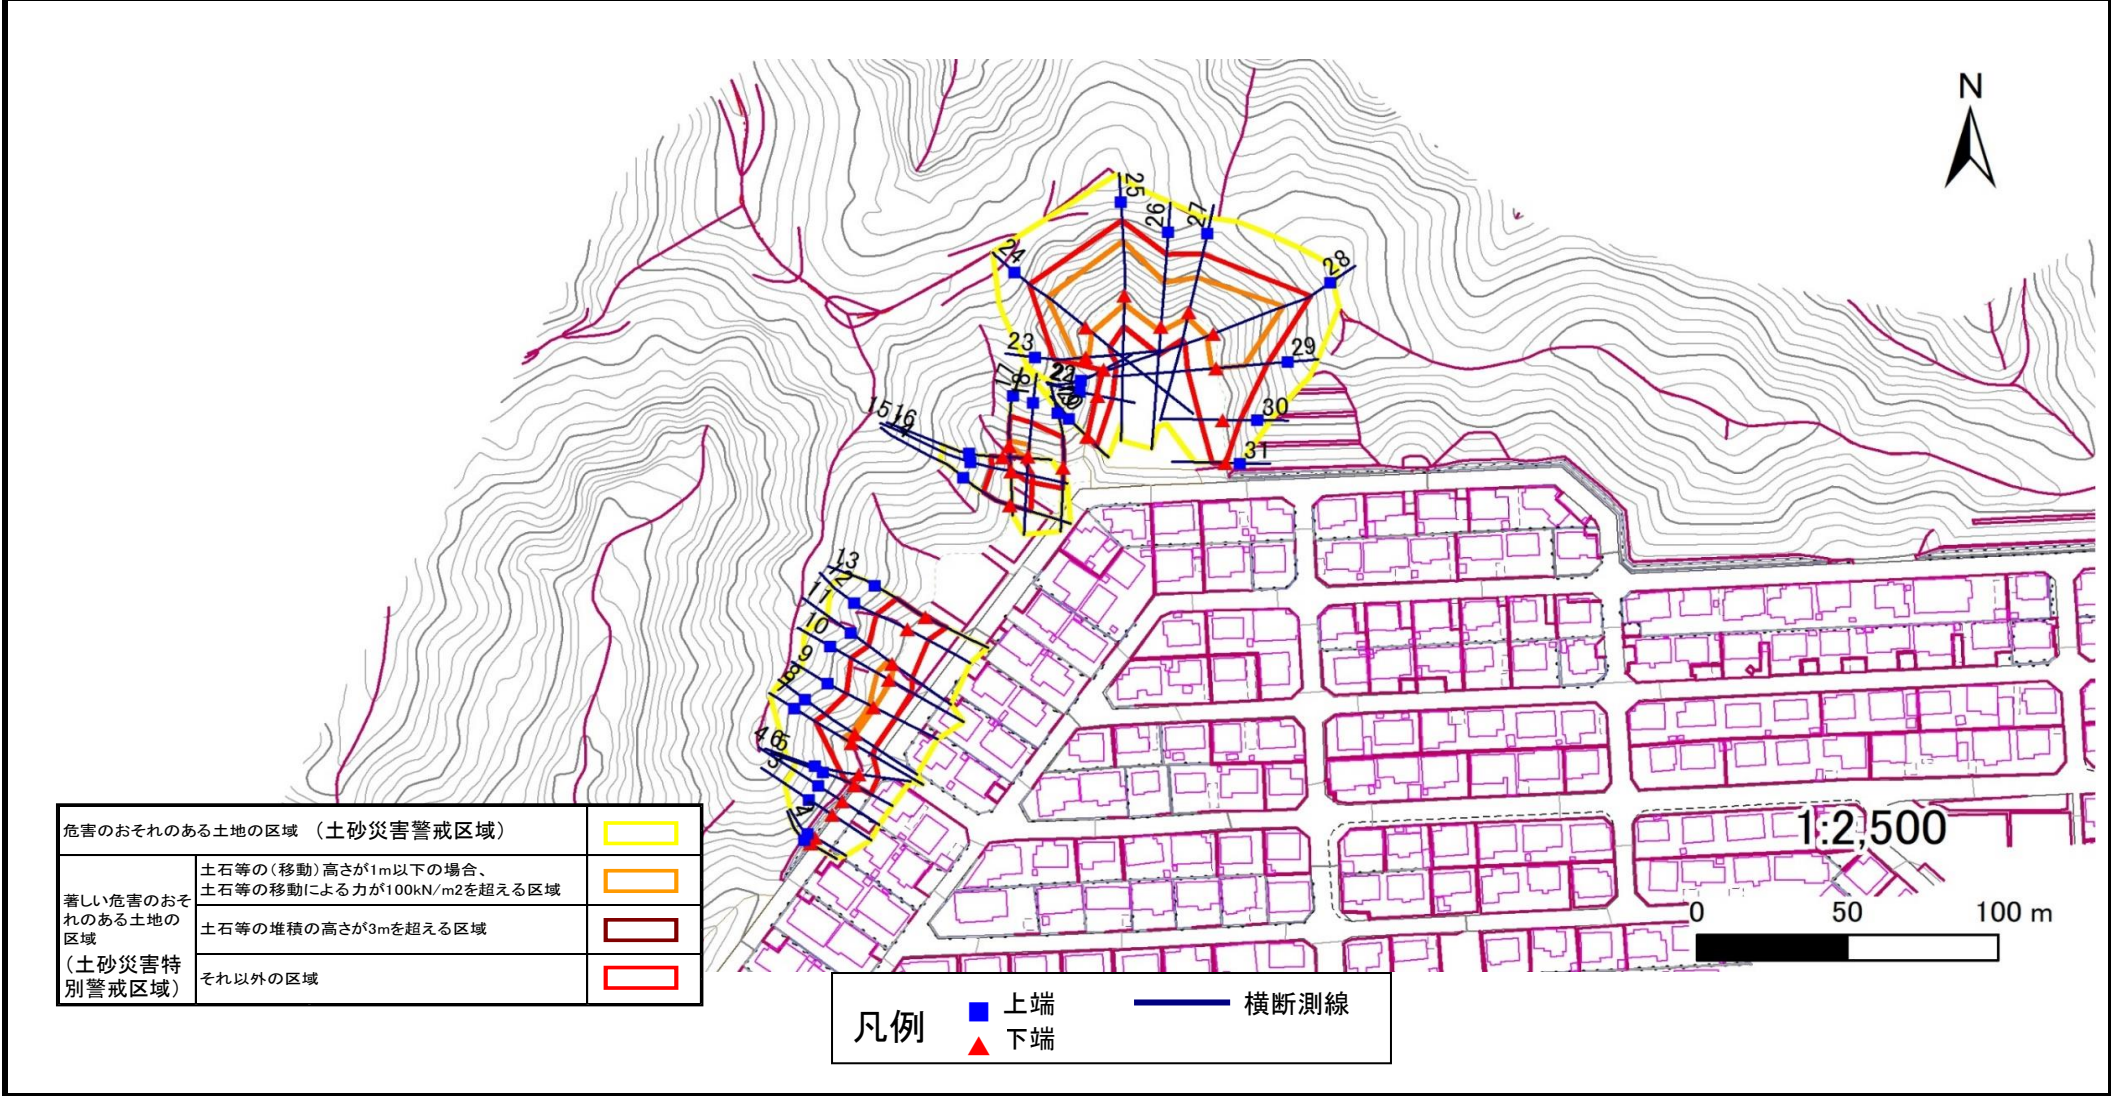 N
25
26
27
24
28
23
29
22
17
18
20
30
15
16
14
31
13
12
11
10
9
8
4
6
5
3
2
危害のおそれのある土地の区域 （土砂災害警戒区域）
著しい危害のおそ
れのある土地の
区域
（土砂災害特
別警戒区域）
土石等の（移動）高さが1m以下の場合、
土石等の移動による力が100kN/m2を超える区域
土石等の堆積の高さが3mを超える区域
それ以外の区域
1:2,500
0 50 100 m
凡例
上端
横断測線
下端